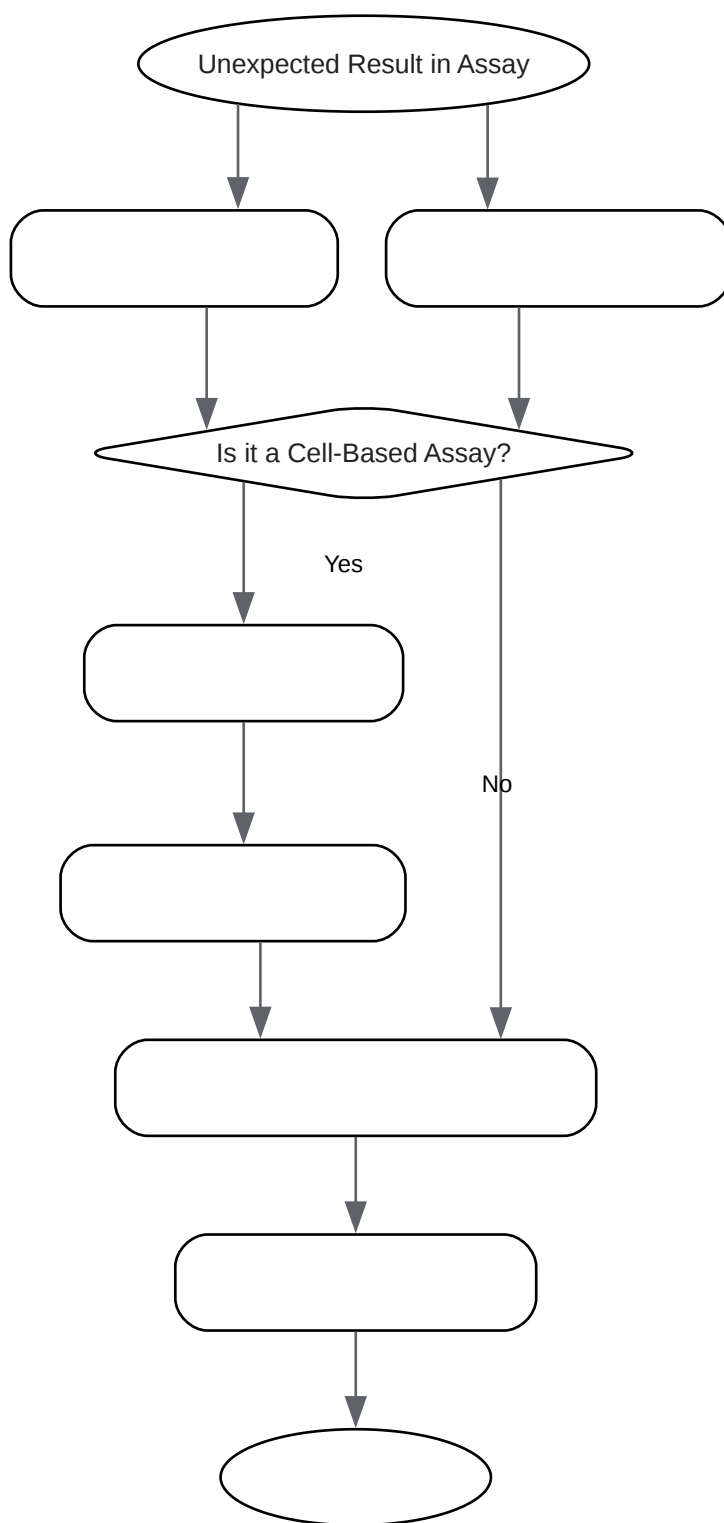 Unexpected Result in Assay
Is it a Cell-Based Assay?
Yes
No